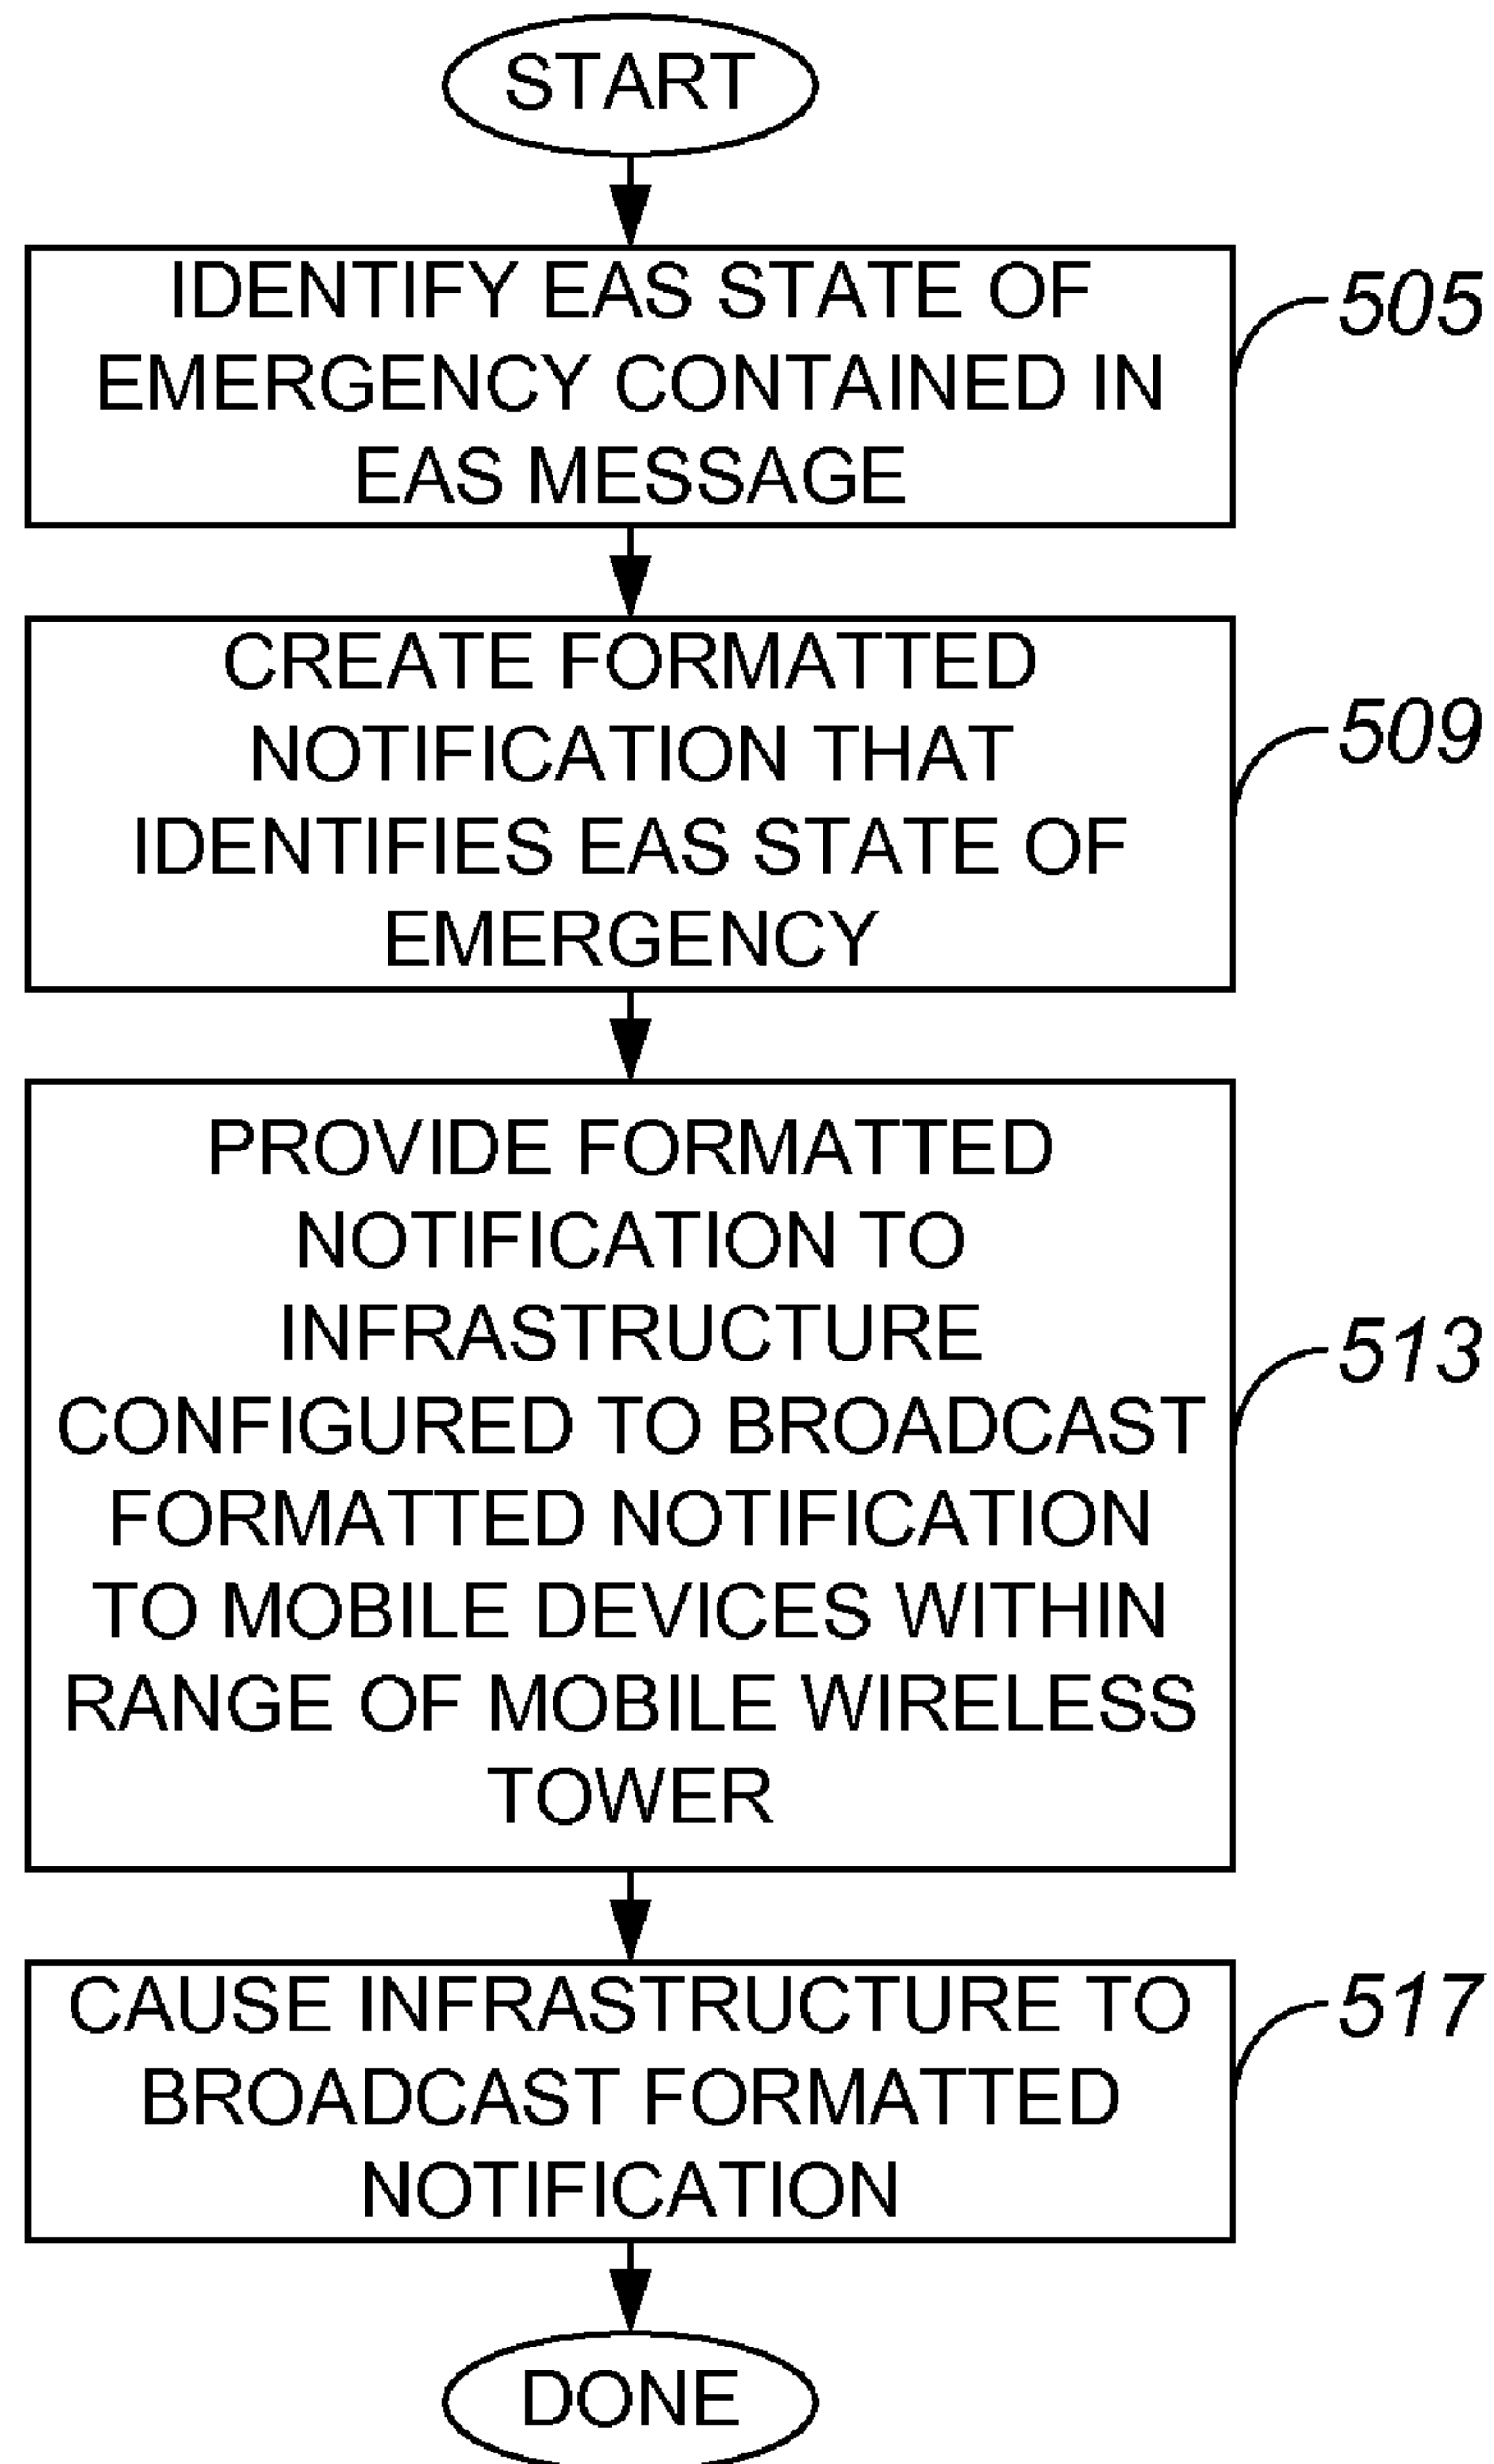 START
IDENTIFY EAS STATE OF
EMERGENCY CONTAINED IN
EAS MESSAGE
505
CREATE FORMATTED
NOTIFICATION THAT
IDENTIFIES EAS STATE OF
EMERGENCY
509
PROVIDE FORMATTED
NOTIFICATION TO
INFRASTRUCTURE
CONFIGURED TO BROADCAST
FORMATTED NOTIFICATION
TO MOBILE DEVICES WITHIN
RANGE OF MOBILE WIRELESS
TOWER
513
CAUSE INFRASTRUCTURE TO
BROADCAST FORMATTED
NOTIFICATION
517
DONE